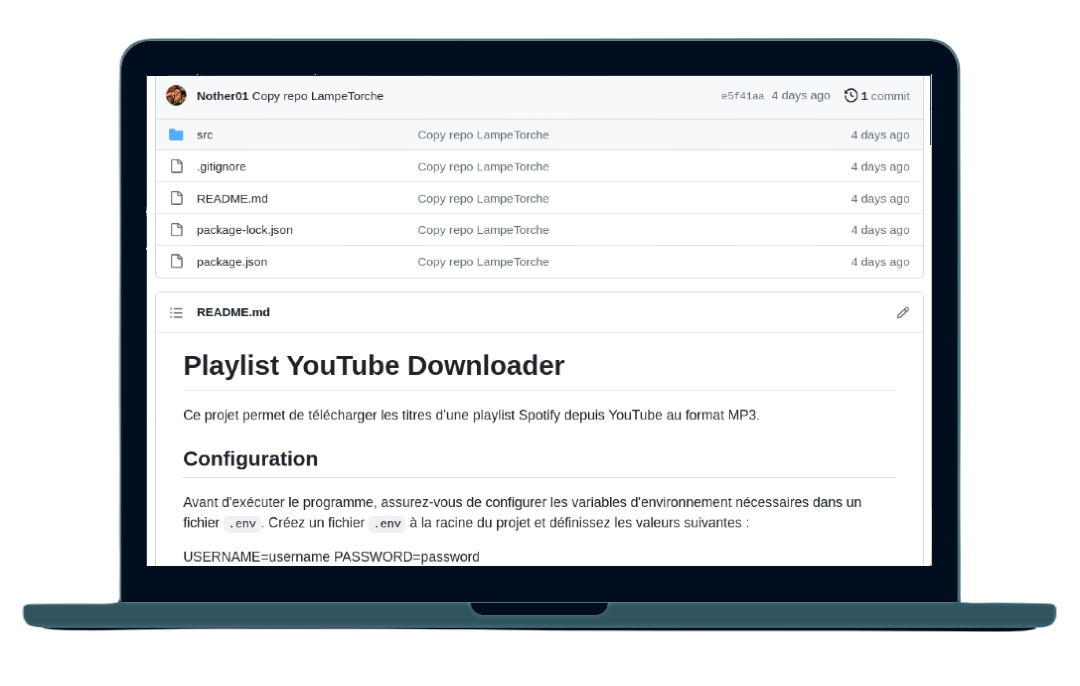 Nother01 Copy repo LampeTorche e5f41aa 4 days ago 1 commit
src Copy repo LampeTorche 4 days ago
.gitignore Copy repo LampeTorche 4 days ago
README.md Copy repo LampeTorche 4 days ago
package-lock.json Copy repo LampeTorche 4 days ago
package.json Copy repo LampeTorche 4 days ago
README.md
Playlist YouTube Downloader
Ce projet permet de télécharger les titres d'une playlist Spotify depuis YouTube au format MP3.
Configuration
Avant d'exécuter le programme, assurez-vous de configurer les variables d'environnement nécessaires dans un
fichier .env. Créez un fichier .env à la racine du projet et définissez les valeurs suivantes :
USERNAME=username PASSWORD=password